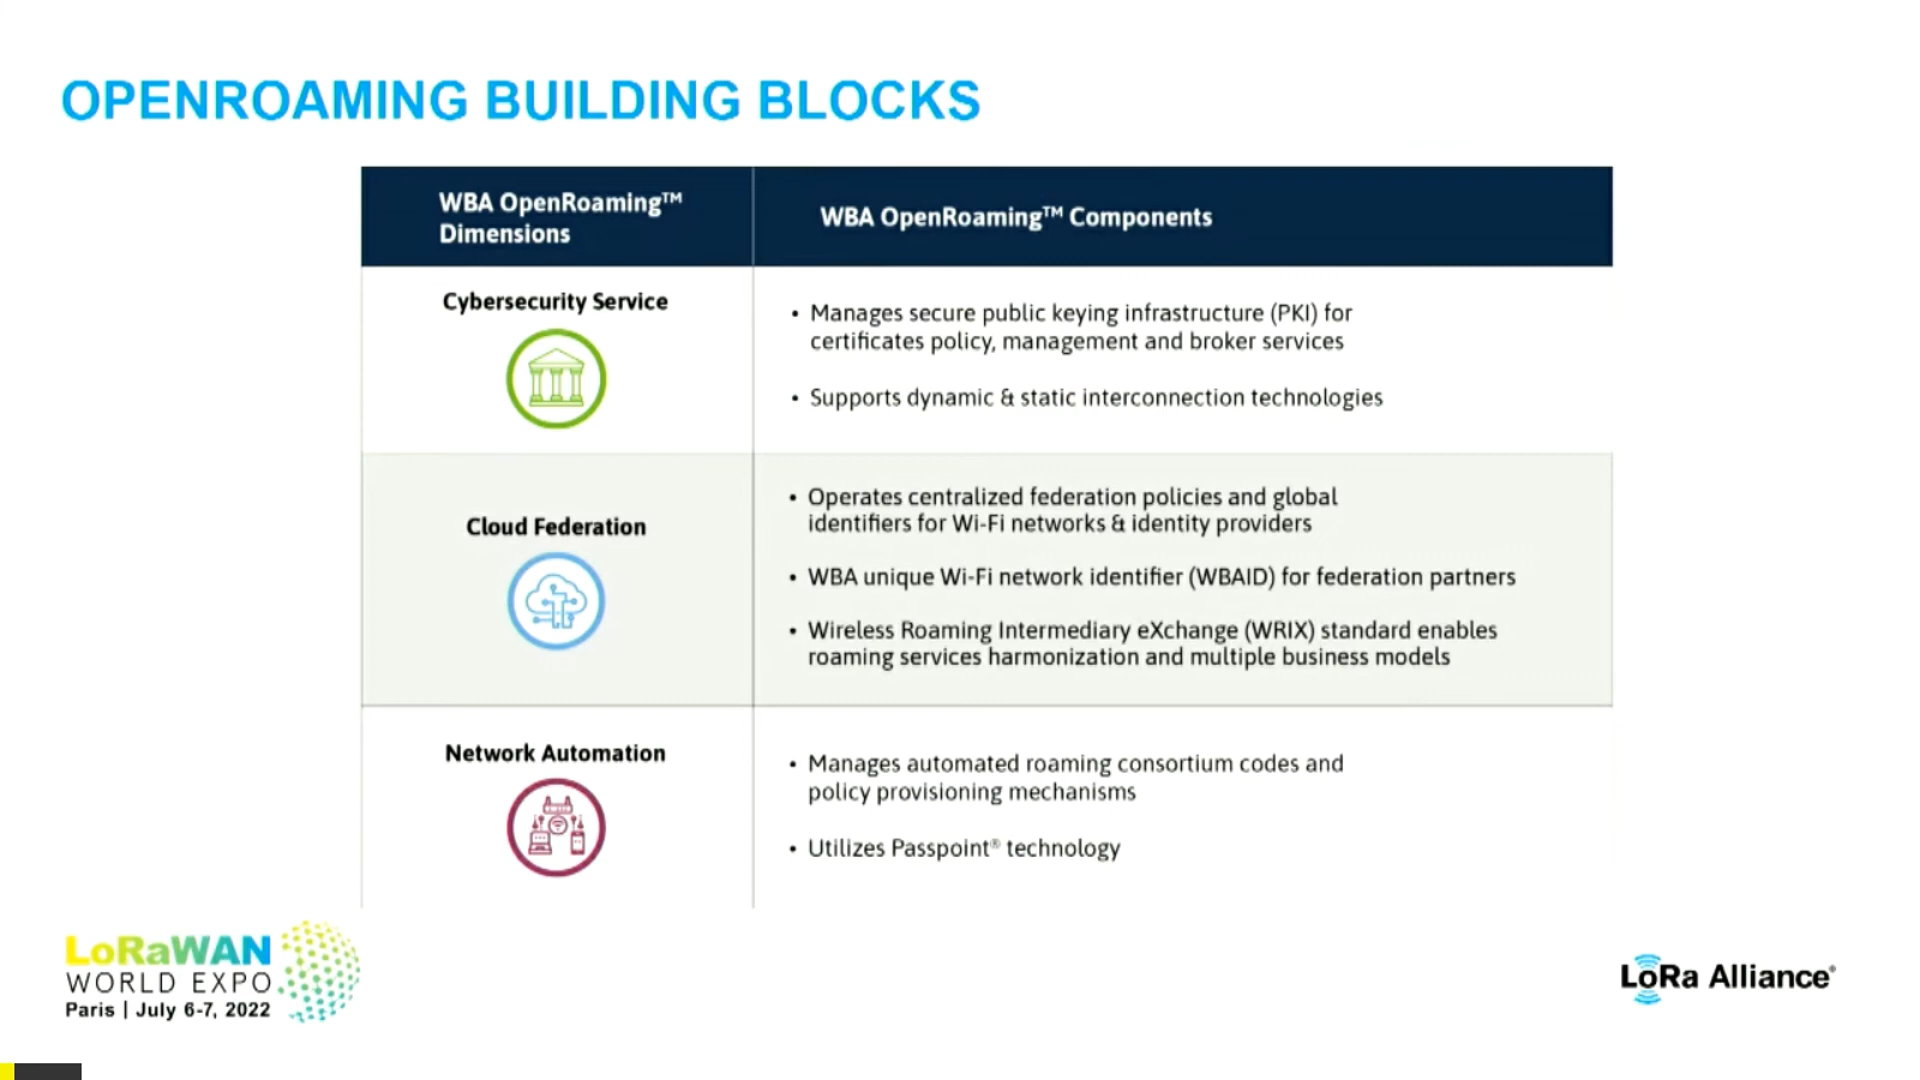 OPENROAMING BUILDING BLOCKS
WBA OpenRoaming™
Dimensions
WBA OpenRoaming™ Components
Cybersecurity Service
• Manages secure public keying infrastructure (PKI) for
certificates policy, management and broker services
• Supports dynamic & static interconnection technologies
Cloud Federation
• Operates centralized federation policies and global
identifiers for Wi-Fi networks & identity providers
• WBA unique Wi-Fi network identifier (WBAID) for federation partners
• Wireless Roaming Intermediary eXchange (WRIX) standard enables
roaming services harmonization and multiple business models
Network Automation
• Manages automated roaming consortium codes and
policy provisioning mechanisms
• Utilizes Passpoint® technology
LoRaWAN
WORLD EXPO
Paris | July 6-7, 2022
LoRa Alliance®